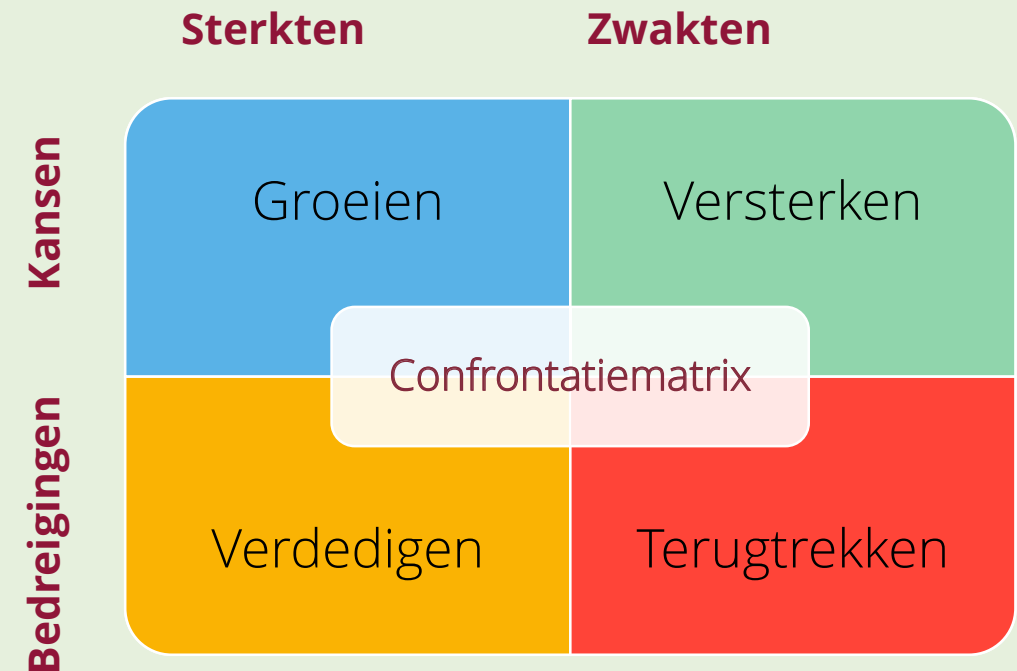 Sterkten Zwakten
Kansen
Groeien Versterken
Confrontatiematrix
Bedreigingen
Verdedigen Terugtrekken